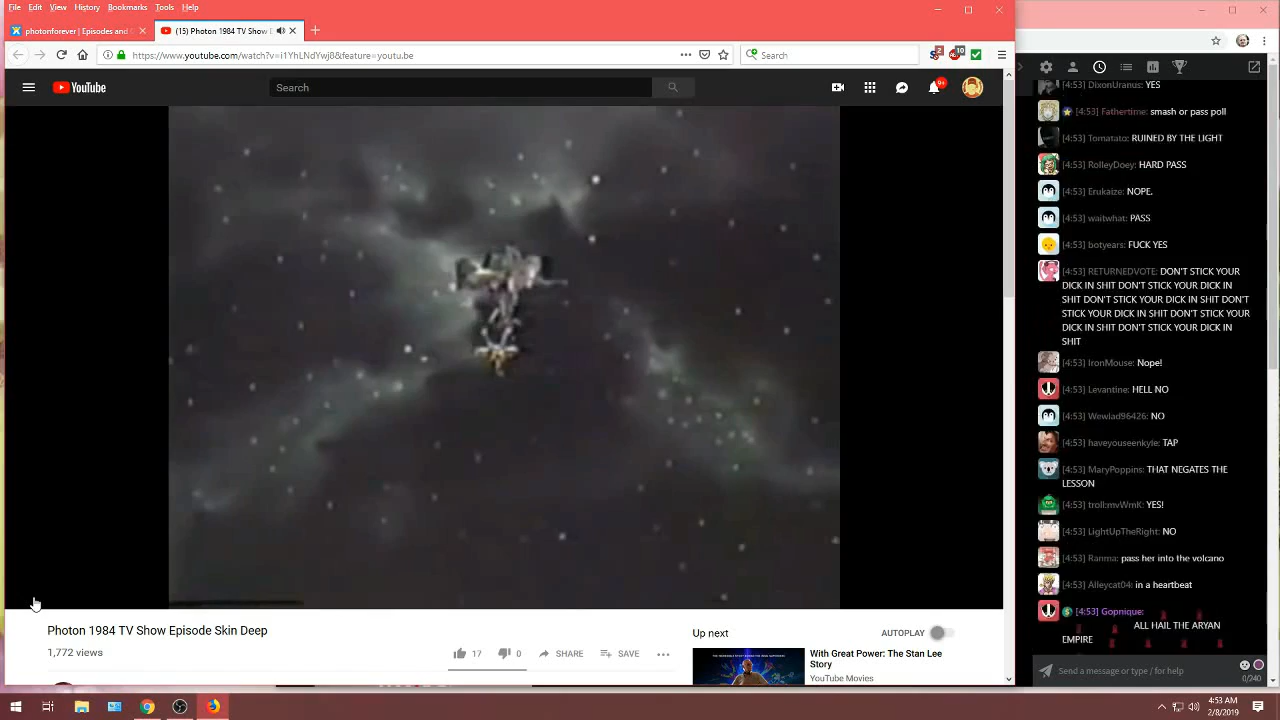 File Edit View History Bookmarks Tools Help
photonforever | Episodes and
(15) Photon 1984 TV Show E
https://www.youtube.com/watch?v=i1YhLNdYwj8&feature=youtu.be
Search
2
10
YouTube
Search
9+
[4:53] DixonUranus: YES
[4:53] Fathertime: smash or pass poll
[4:53] Tomatato: RUINED BY THE LIGHT
[4:53] RolleyDoey: HARD PASS
[4:53] Erukaize: NOPE.
[4:53] waitwhat: PASS
[4:53] botyears: FUCK YES
[4:53] RETURNEDVOTE: DON'T STICK YOUR
DICK IN SHIT DON'T STICK YOUR DICK IN
SHIT DON'T STICK YOUR DICK IN SHIT DON'T
STICK YOUR DICK IN SHIT DON'T STICK YOUR
DICK IN SHIT DON'T STICK YOUR DICK IN
SHIT
[4:53] IronMouse: Nope!
[4:53] Levantine: HELL NO
[4:53] Wewlad96426: NO
[4:53] haveyouseenkyle: TAP
[4:53] MaryPoppins: THAT NEGATES THE
LESSON
[4:53] troll:mvWmK: YES!
[4:53] LightUpTheRight: NO
[4:53] Ranma: pass her into the volcano
[4:53] Alleycat04: in a heartbeat
[4:53] Gopnique:
ALL HAIL THE ARYAN
EMPIRE
Send a message or type / for help
0/240
Photon 1984 TV Show Episode Skin Deep
1,772 views
17
0
SHARE
SAVE
Up next
AUTOPLAY
With Great Power: The Stan Lee
Story
YouTube Movies
4:53 AM
2/8/2019